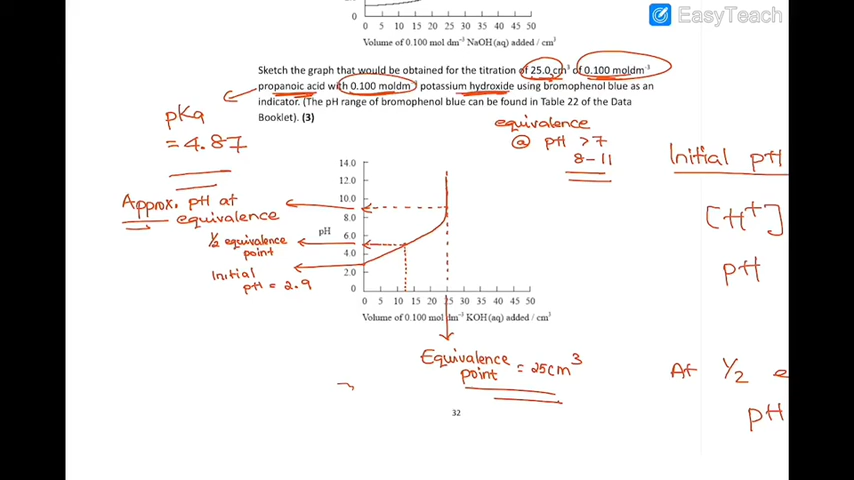 EasyTeach
0
0 5 10 15 20 25 30 35 40 45 50
Volume of 0.100 mol dm⁻³ NaOH(aq) added / cm³
Sketch the graph that would be obtained for the titration of 25.0 cm³ of 0.100 moldm⁻³
propanoic acid with 0.100 moldm⁻³ potassium hydroxide using bromophenol blue as an
indicator. (The pH range of bromophenol blue can be found in Table 22 of the Data
Booklet). (3)
pKa
= 4.87
equivalence
@ pH >7
8-11
Initial pH
[H⁺]
pH
Approx. pH at
equivalence
1/2 equivalence
point
Initial
pH = 2.9
14.0
12.0
10.0
8.0
pH
6.0
4.0
2.0
0
0 5 10 15 20 25 30 35 40 45 50
Volume of 0.100 mol dm⁻³ KOH(aq) added / cm³
Equivalence
point = 25cm³
At 1/2 e
pH
32